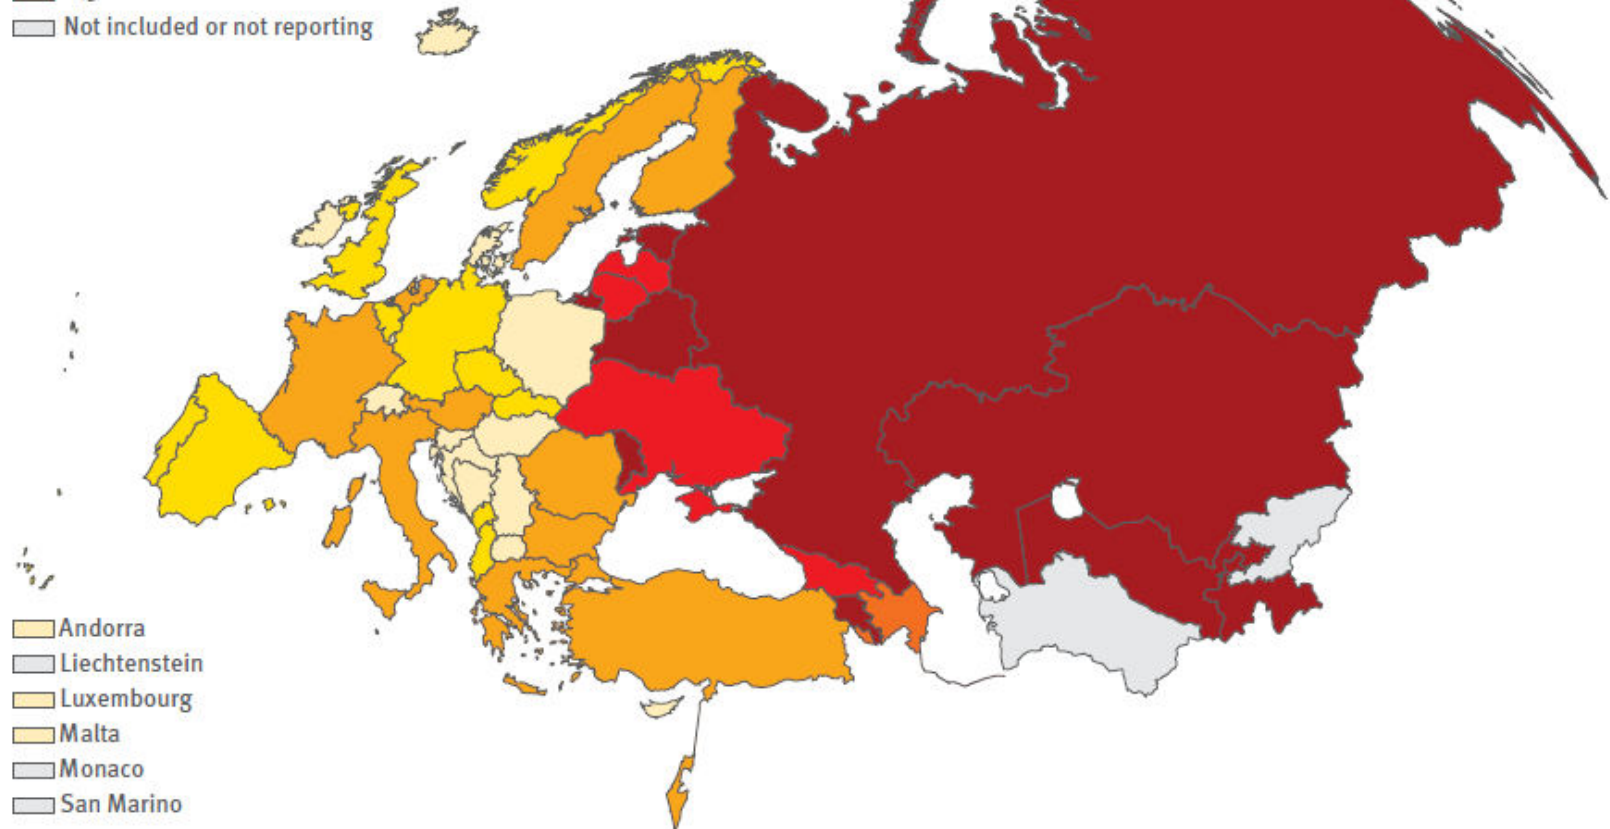 Not included or not reporting
Andorra
Liechtenstein
Luxembourg
Malta
Monaco
San Marino